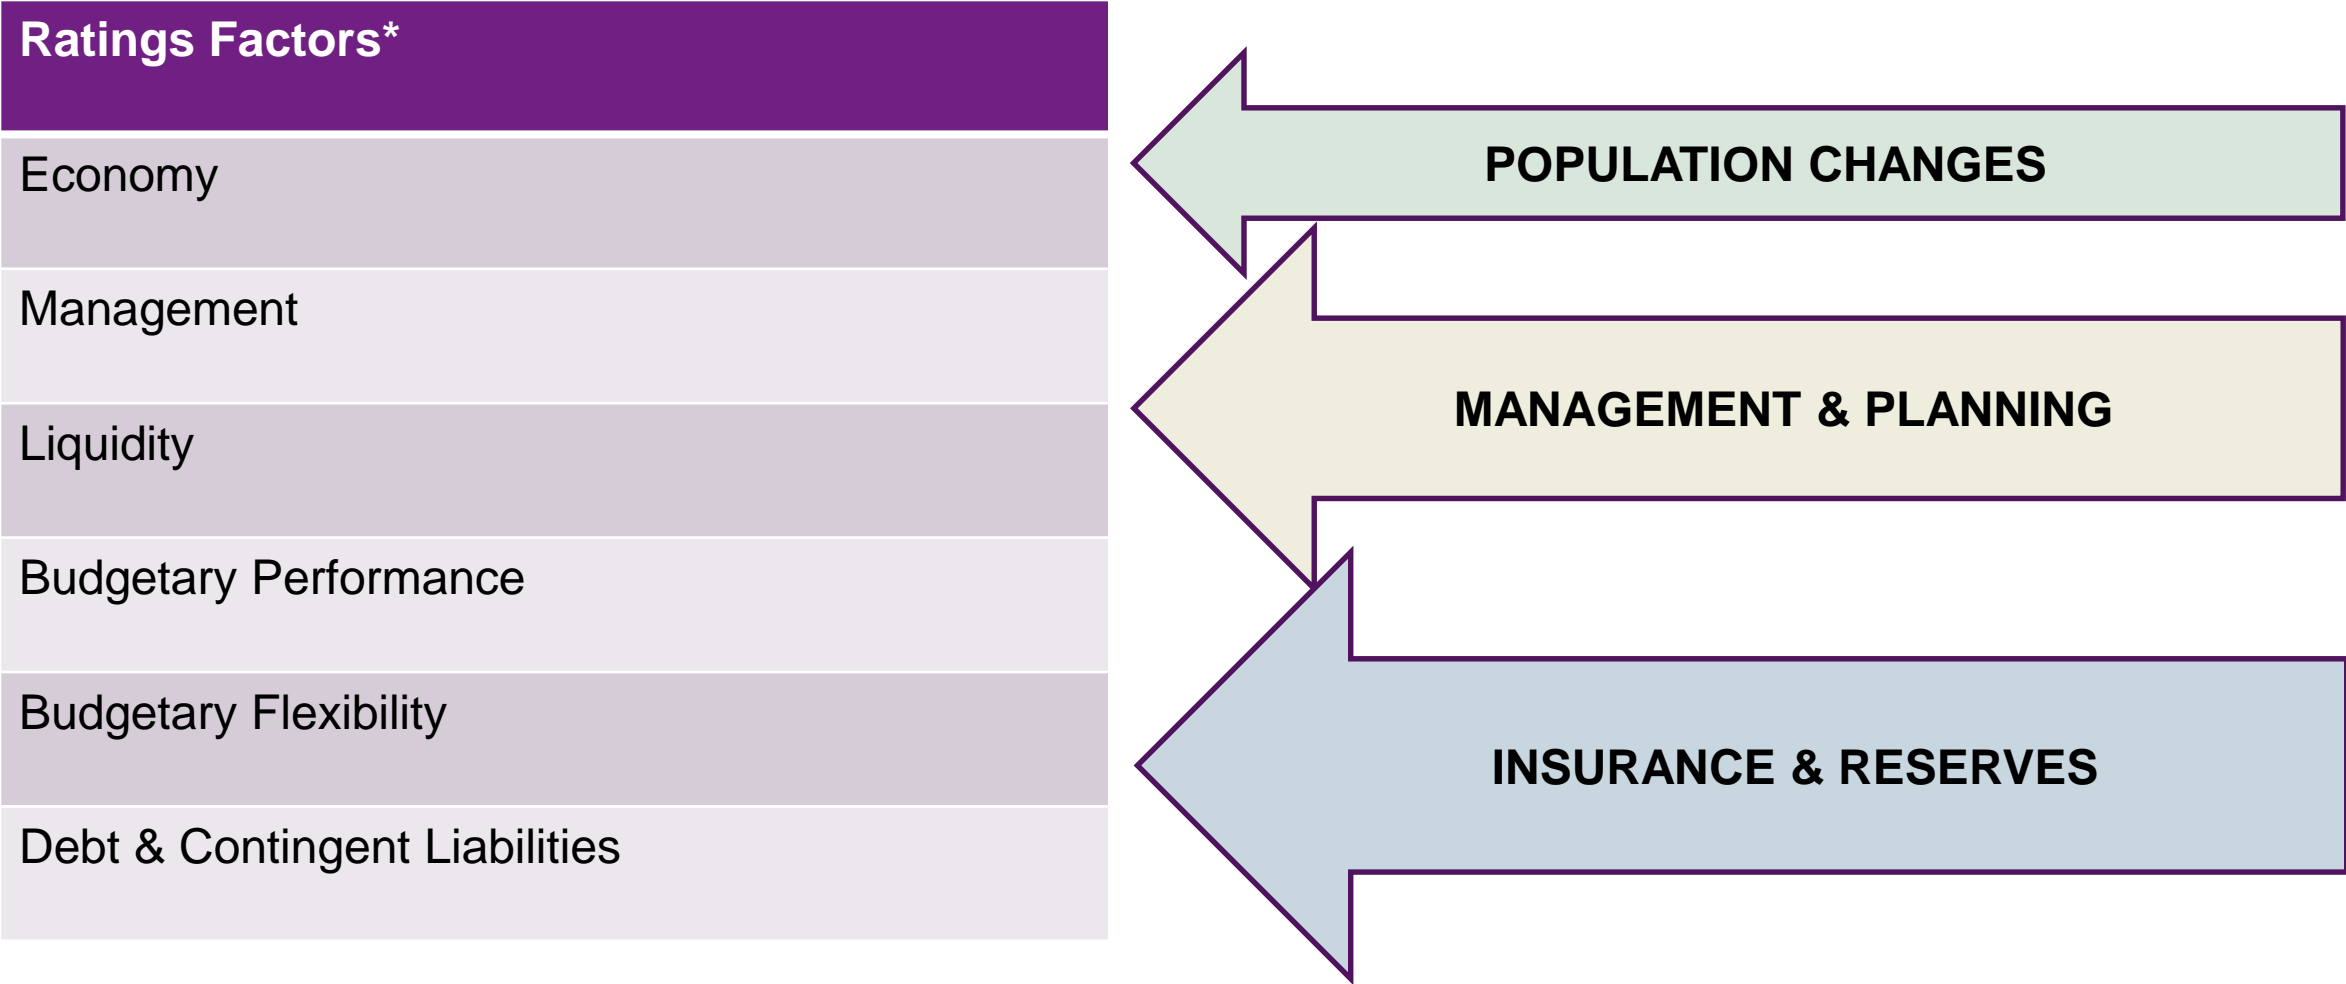 Ratings Factors*
Economy
Management
Liquidity
Budgetary Performance
Budgetary Flexibility
Debt & Contingent Liabilities
POPULATION CHANGES
MANAGEMENT & PLANNING
INSURANCE & RESERVES